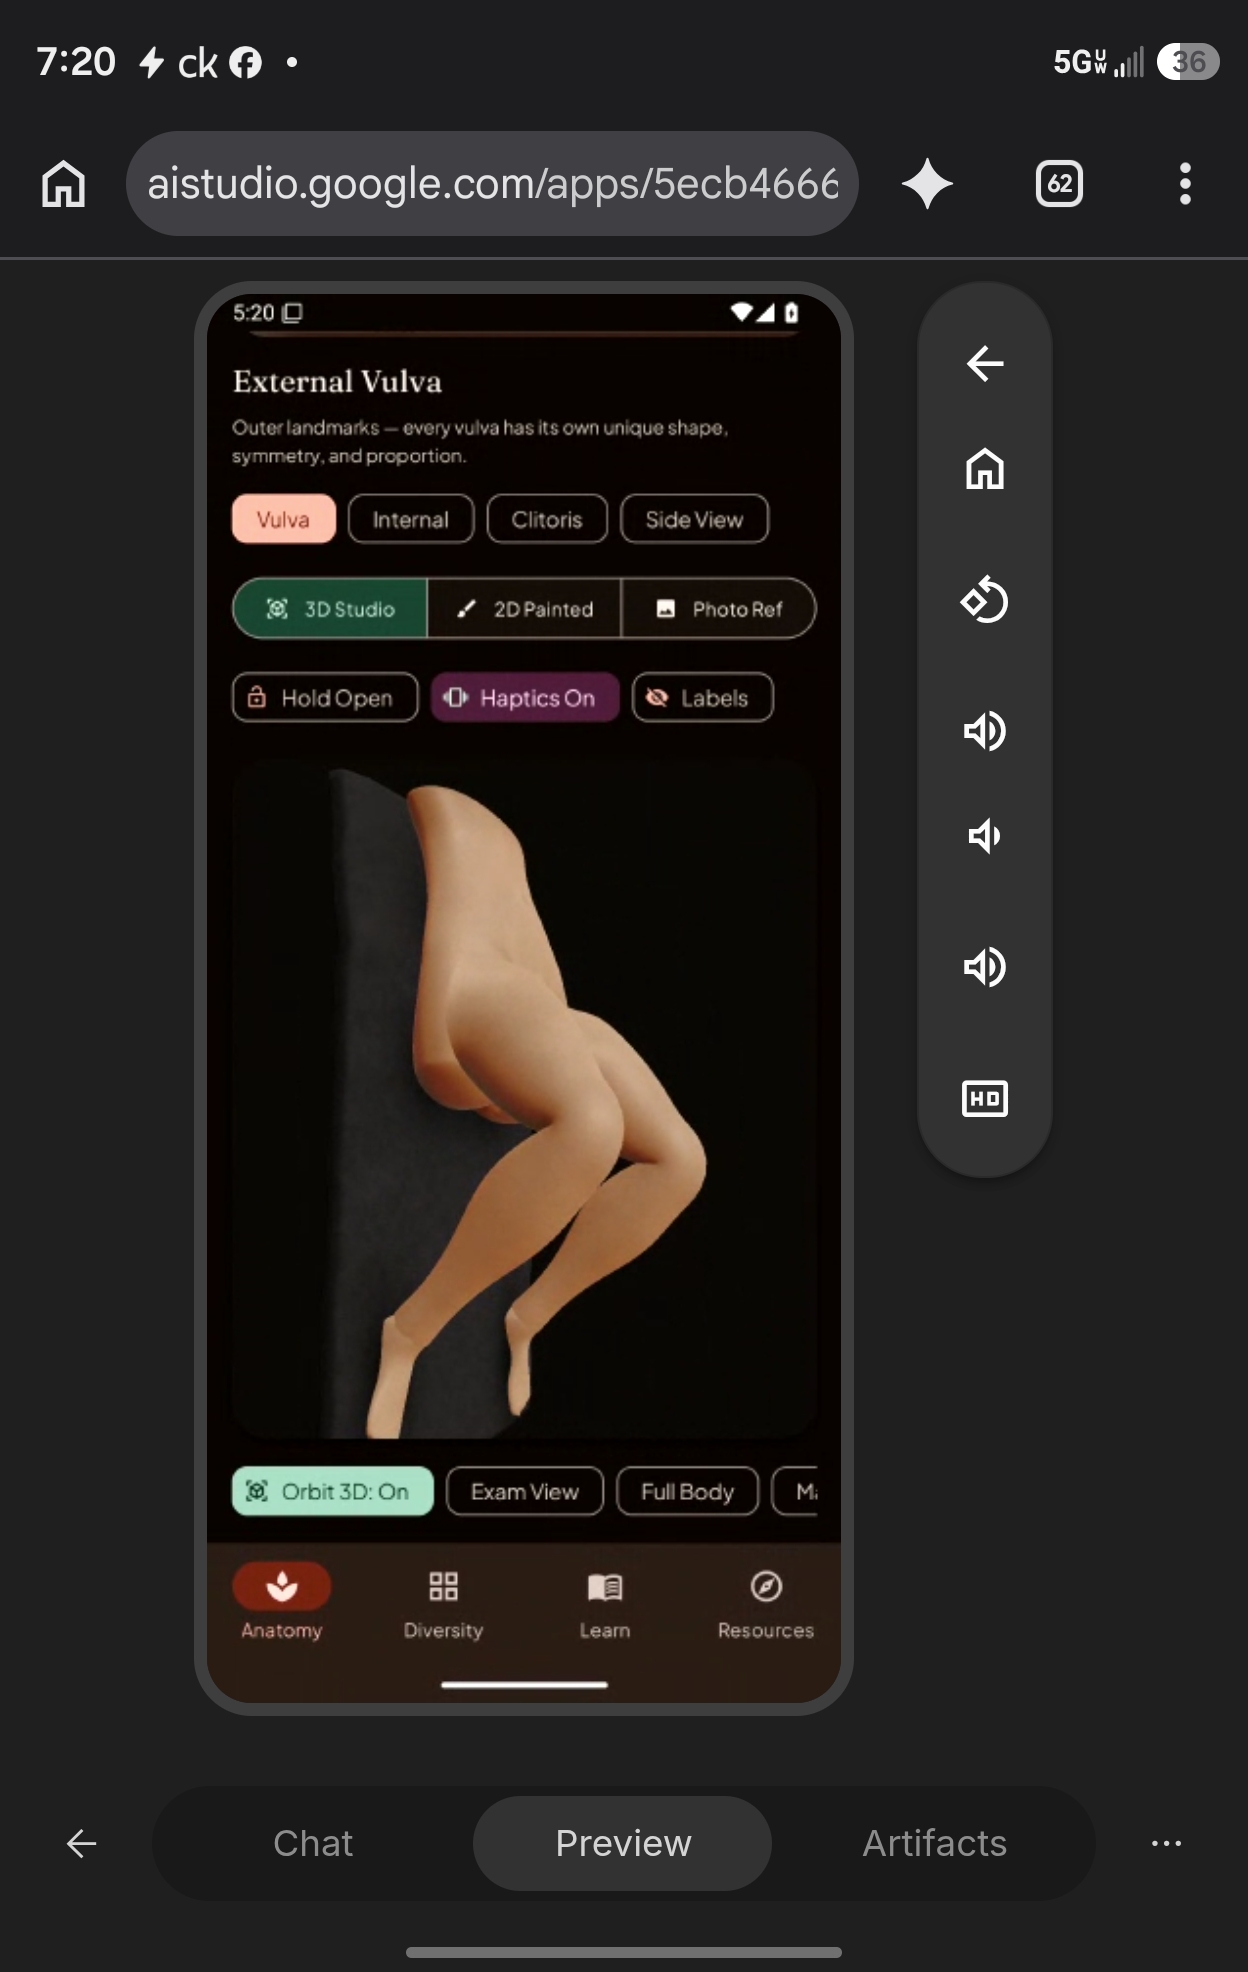 7:20 ck
5G UW 36
aistudio.google.com/apps/5ecb4666
62
5:20
External Vulva
Outer landmarks — every vulva has its own unique shape,
symmetry, and proportion.
Vulva Internal Clitoris Side View
3D Studio 2D Painted Photo Ref
Hold Open Haptics On Labels
HD
Orbit 3D: On Exam View Full Body
Anatomy Diversity Learn Resources
Chat Preview Artifacts